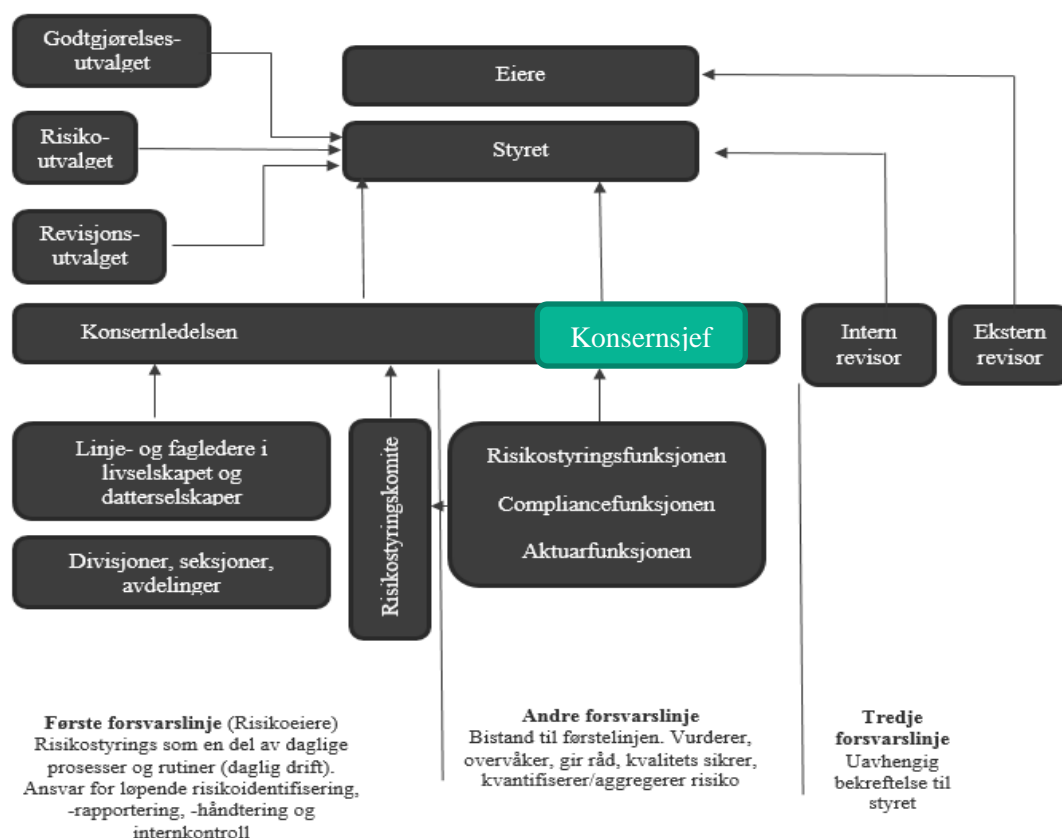 Godtgjørelses-
utvalget
Eiere
Risiko-
utvalget
Styret
Revisjons-
utvalget
Konsernledelsen
Konsernsjef
Intern
revisor
Ekstern
revisor
Linje- og fagledere i
livselskapet og
datterselskaper
Divisjoner, seksjoner,
avdelinger
Risikostyringskomite
Risikostyringsfunksjonen
Compliancefunksjonen
Aktuarfunksjonen
Første forsvarslinje (Risikoeiere)
Risikostyrings som en del av daglige
prosesser og rutiner (daglig drift).
Ansvar for løpende risikoidentifisering,
-rapportering, -håndtering og
internkontroll
Andre forsvarslinje
Bistand til førstelinjen. Vurderer,
overvåker, gir råd, kvalitets sikrer,
kvantifiserer/aggregerer risiko
Tredje
forsvarslinje
Uavhengig
bekreftelse til
styret